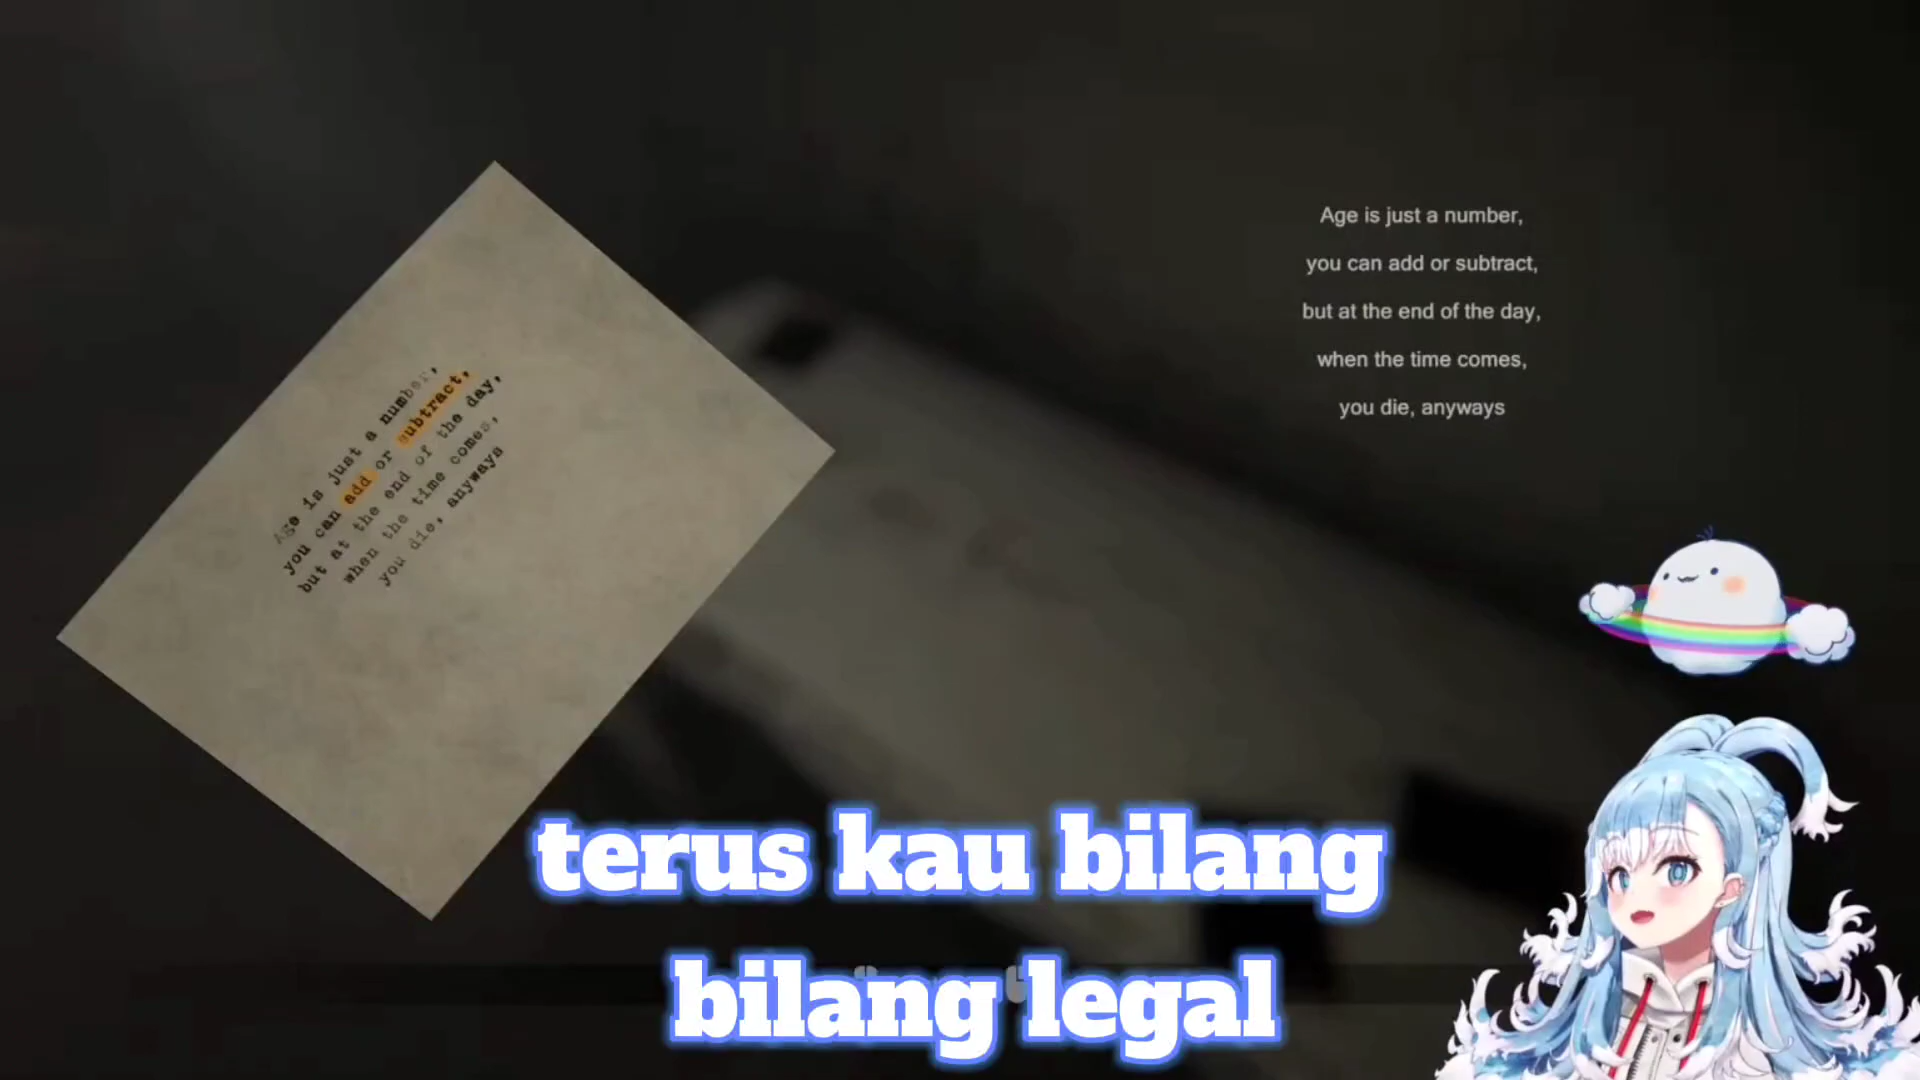 Age is just a number,
you can add or subtract,
but at the end of the day,
when the time comes,
you die, anyways
Age is just a number,
you can add or subtract,
but at the end of the day,
when the time comes,
you die, anyways
terus kau bilang
bilang legal